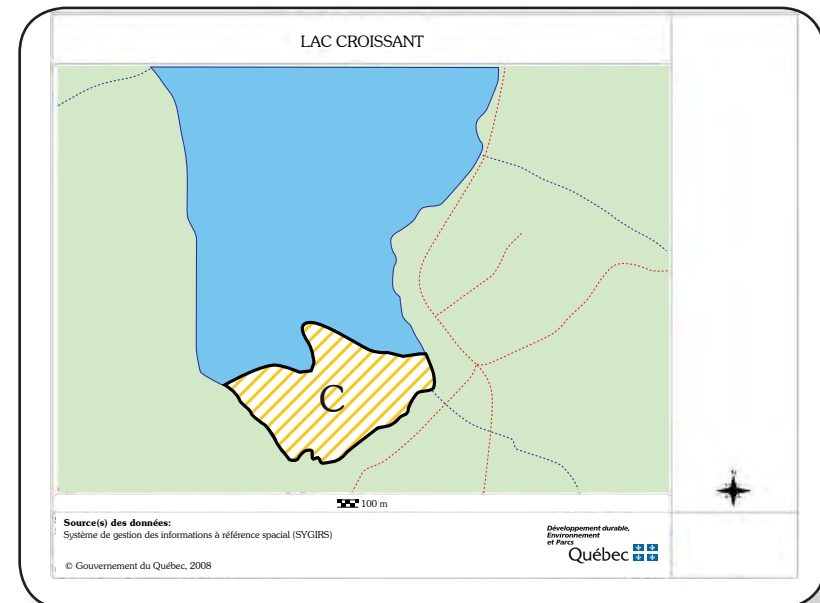 LAC CROISSANT
C
N
100 m
Source(s) des données:
Système de gestion des informations à référence spacial (SYGIRS)
© Gouvernement du Québec, 2008
Développement durable,
Environnement
et Parcs
Québec